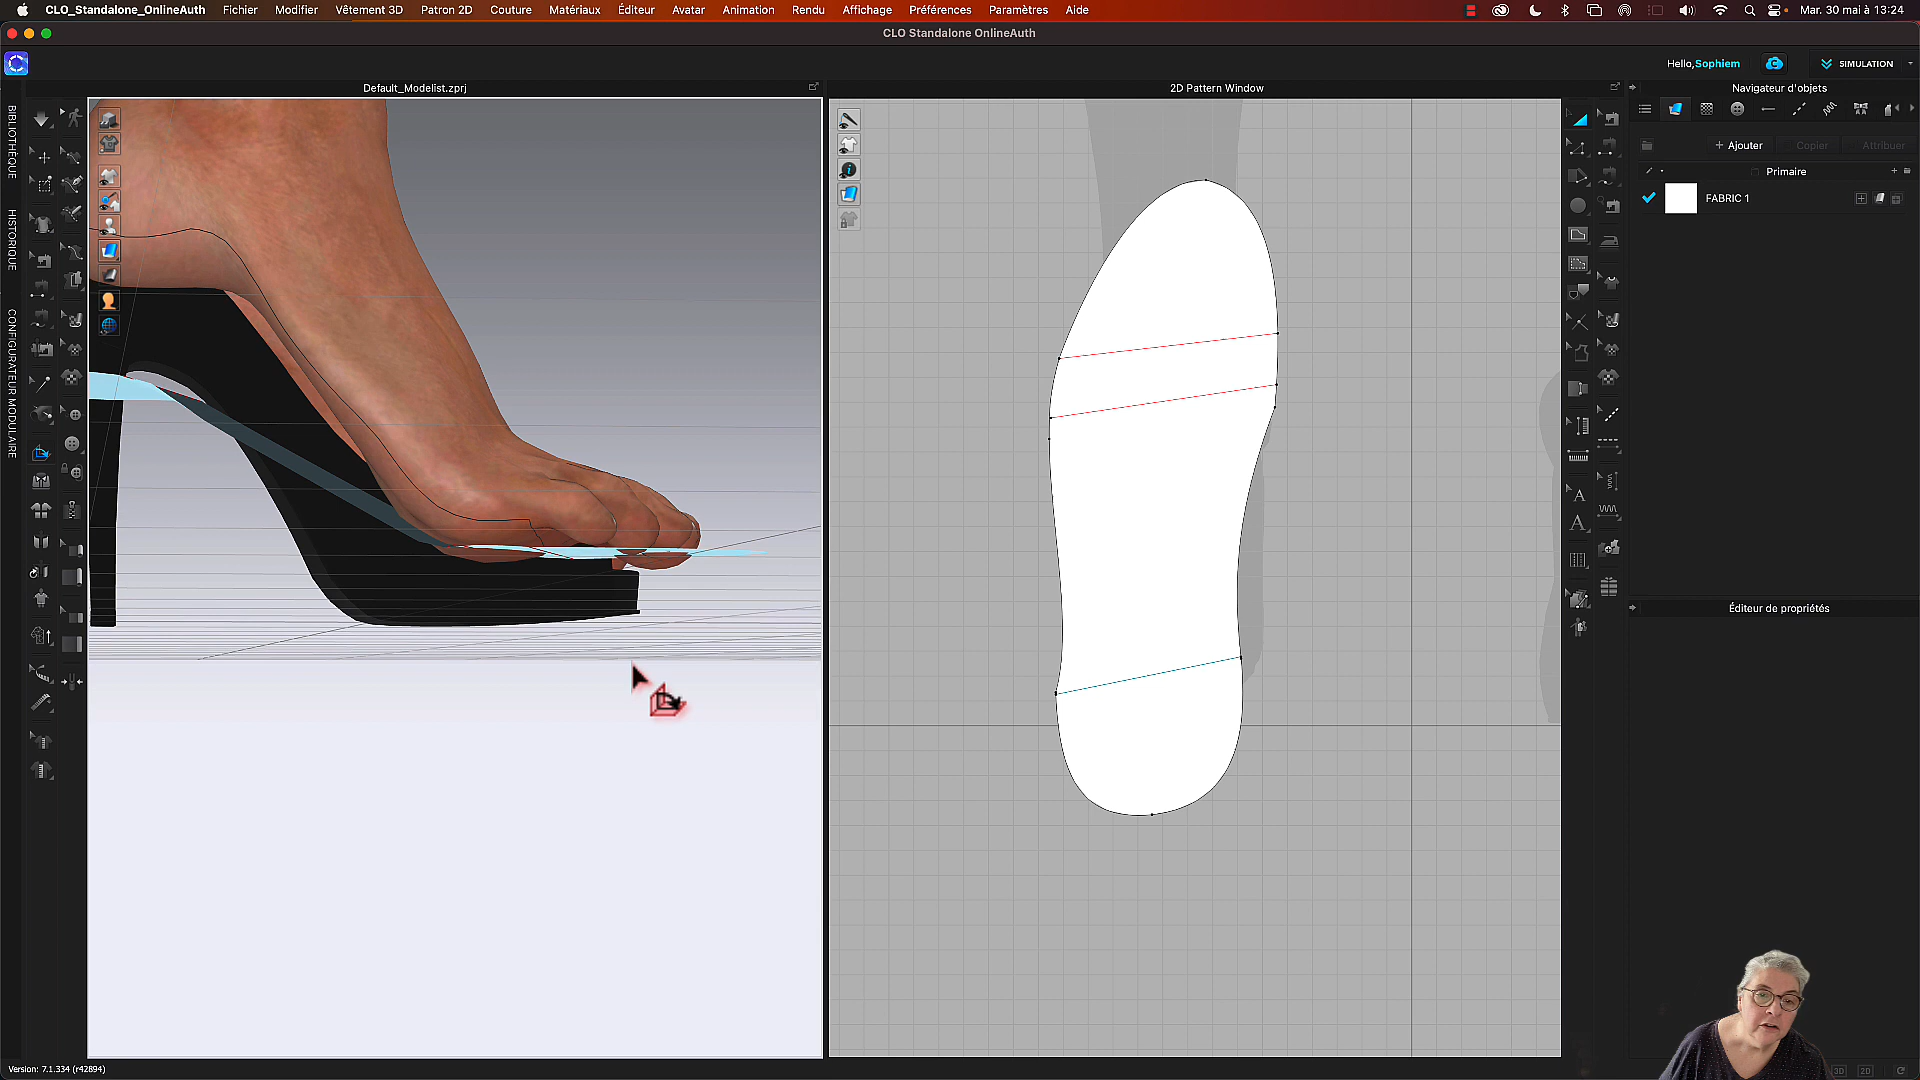 CLO_Standalone_OnlineAuth Fichier Modifier Vêtement 3D Patron 2D Couture Matériaux Éditeur Avatar Animation Rendu Affichage Préférences Paramètres Aide Mar. 30 mai à 13:24
CLO Standalone OnlineAuth
Hello,Sophiem SIMULATION
Default_Modelist.zprj
2D Pattern Window
Navigateur d'objets
BIBLIOTHÈQUE
HISTORIQUE
CONFIGURATEUR MODULAIRE
+ Ajouter Copier Attribuer
Primaire
FABRIC 1
A
A
Éditeur de propriétés
Version: 7.1.334 (r42894)
3D 2D